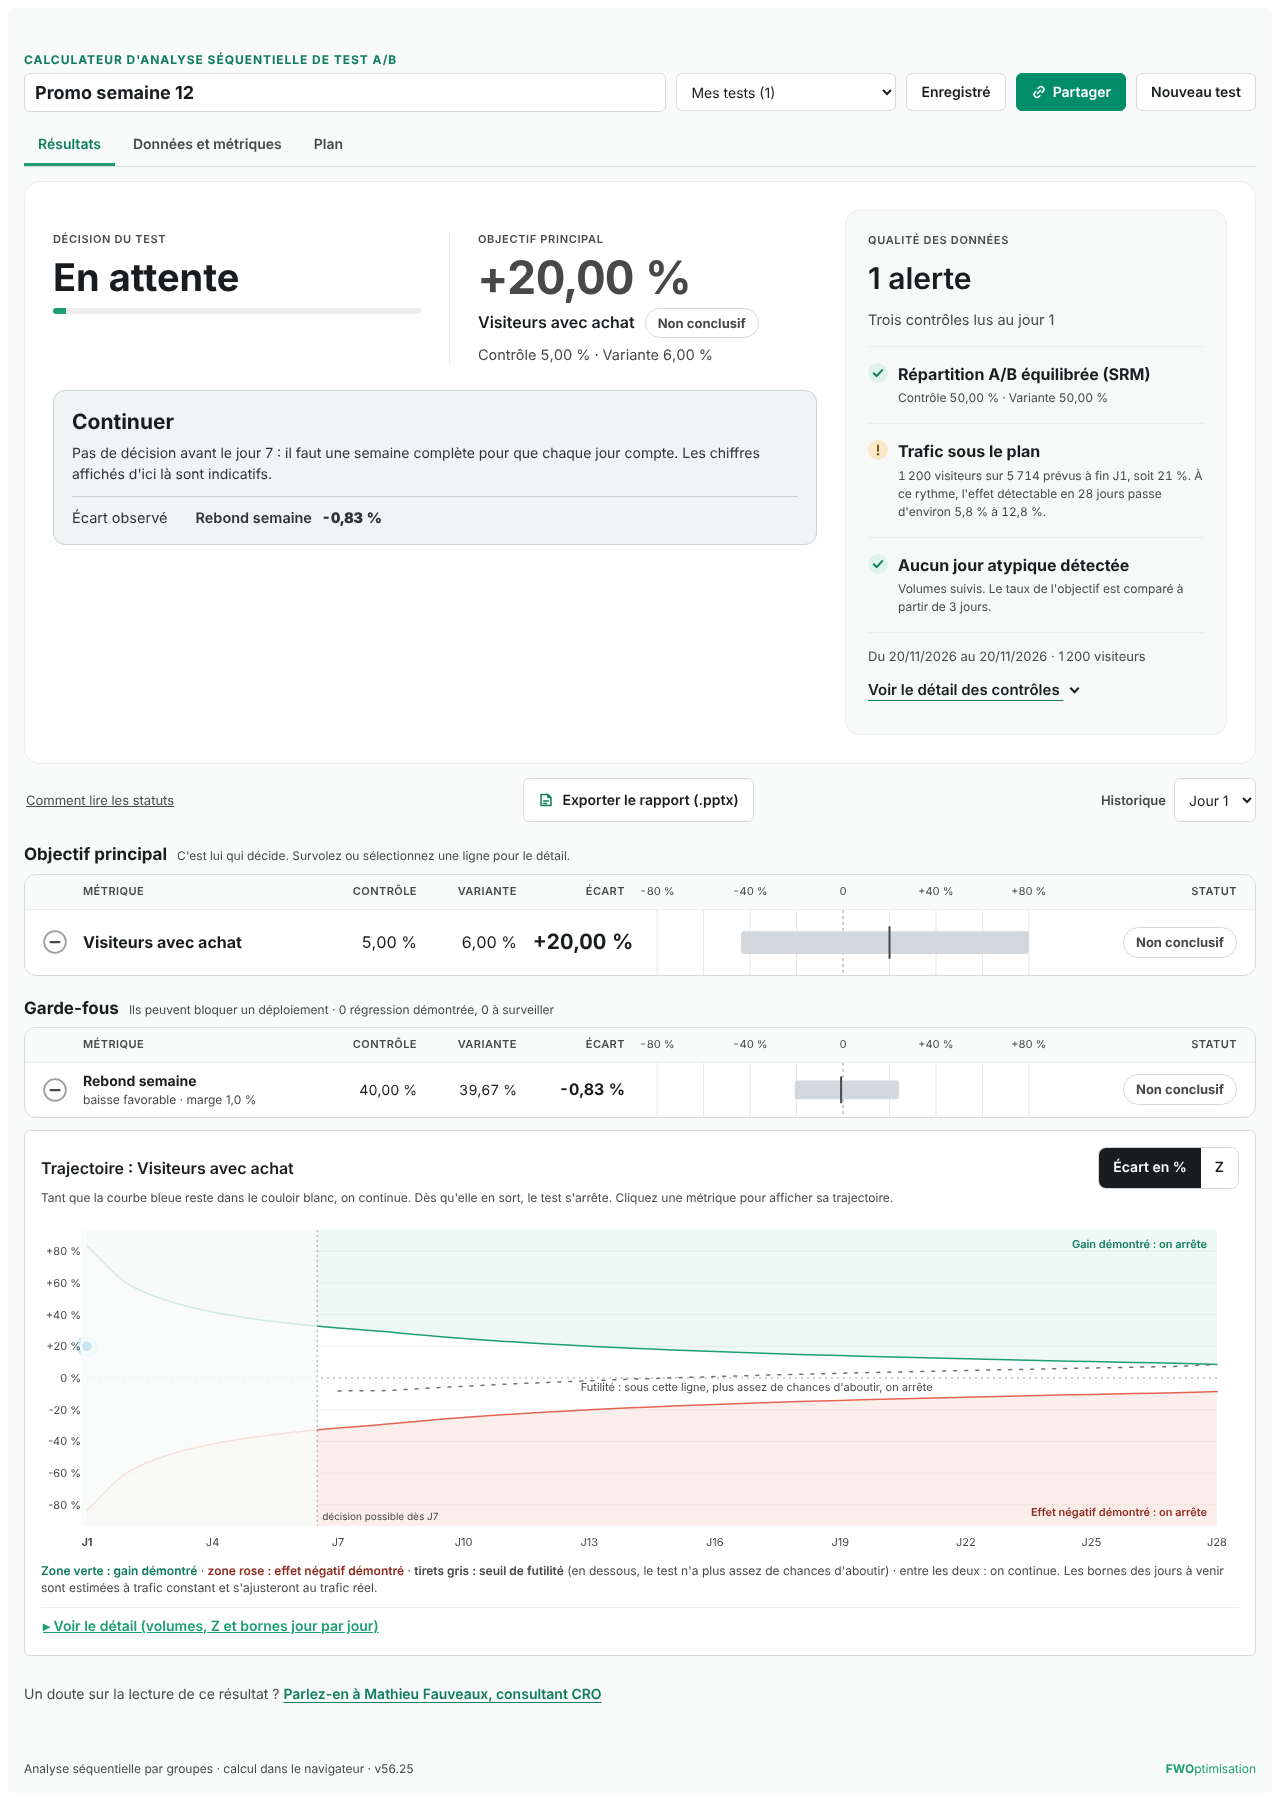 CALCULATEUR D'ANALYSE SÉQUENTIELLE DE TEST A/B
Promo semaine 12
Mes tests (1)
Enregistré
Partager
Nouveau test
Résultats
Données et métriques
Plan
DÉCISION DU TEST
En attente
OBJECTIF PRINCIPAL
+20,00 %
Visiteurs avec achat
Non conclusif
Contrôle 5,00 % · Variante 6,00 %
Continuer
Pas de décision avant le jour 7 : il faut une semaine complète pour que chaque jour compte. Les chiffres
affichés d'ici là sont indicatifs.
Écart observé
Rebond semaine -0,83 %
QUALITÉ DES DONNÉES
1 alerte
Trois contrôles lus au jour 1
Répartition A/B équilibrée (SRM)
Contrôle 50,00 % · Variante 50,00 %
!
Trafic sous le plan
1 200 visiteurs sur 5 714 prévus à fin J1, soit 21 %. À
ce rythme, l'effet détectable en 28 jours passe
d'environ 5,8 % à 12,8 %.
Aucun jour atypique détectée
Volumes suivis. Le taux de l'objectif est comparé à
partir de 3 jours.
Du 20/11/2026 au 20/11/2026 · 1 200 visiteurs
Voir le détail des contrôles
Comment lire les statuts
Exporter le rapport (.pptx)
Historique
Jour 1
Objectif principal C'est lui qui décide. Survolez ou sélectionnez une ligne pour le détail.
MÉTRIQUE CONTRÔLE VARIANTE ÉCART -80 % -40 % 0 +40 % +80 % STATUT
Visiteurs avec achat 5,00 % 6,00 % +20,00 % Non conclusif
Garde-fous Ils peuvent bloquer un déploiement · 0 régression démontrée, 0 à surveiller
MÉTRIQUE CONTRÔLE VARIANTE ÉCART -80 % -40 % 0 +40 % +80 % STATUT
Rebond semaine 40,00 % 39,67 % -0,83 % Non conclusif
baisse favorable · marge 1,0 %
Trajectoire : Visiteurs avec achat
Écart en %
Z
Tant que la courbe bleue reste dans le couloir blanc, on continue. Dès qu'elle en sort, le test s'arrête. Cliquez une métrique pour afficher sa trajectoire.
Gain démontré : on arrête
+80 %
+60 %
+40 %
+20 %
0 %
-20 %
-40 %
-60 %
-80 %
Futilité : sous cette ligne, plus assez de chances d'aboutir, on arrête
Effet négatif démontré : on arrête
décision possible dès J7
J1 J4 J7 J10 J13 J16 J19 J22 J25 J28
Zone verte : gain démontré · zone rose : effet négatif démontré · tirets gris : seuil de futilité (en dessous, le test n'a plus assez de chances d'aboutir) · entre les deux : on continue. Les bornes des jours à venir
sont estimées à trafic constant et s'ajusteront au trafic réel.
▸ Voir le détail (volumes, Z et bornes jour par jour)
Un doute sur la lecture de ce résultat ? Parlez-en à Mathieu Fauveaux, consultant CRO
Analyse séquentielle par groupes · calcul dans le navigateur · v56.25
FWOptimisation